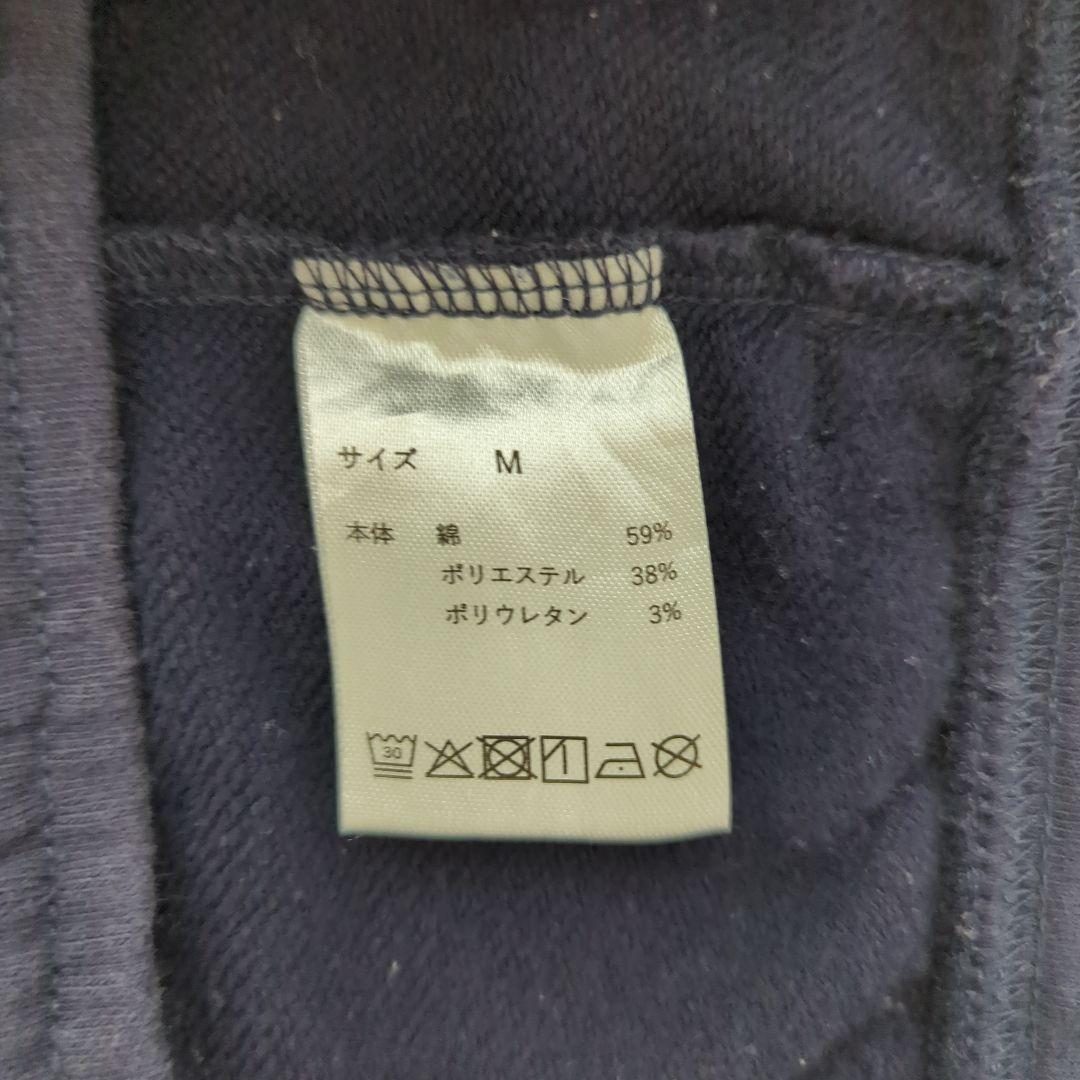 サイズ M
本体 綿 59%
ポリエステル 38%
ポリウレタン 3%
30